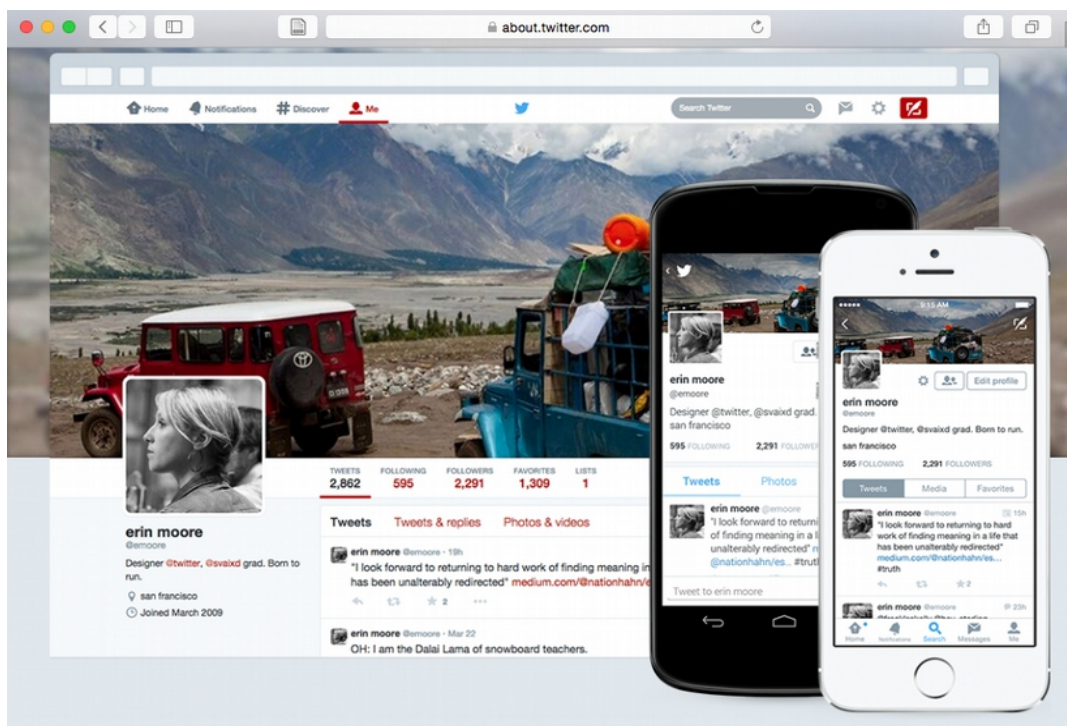 about.twitter.com
Home Notifications Discover Me
Search Twitter
TWEETS FOLLOWING FOLLOWERS FAVORITES LISTS
2,862 595 2,291 1,309 1
erin moore
@emoore
Designer @twitter, @svaixd grad. Born to
run.
san francisco
Joined March 2009
Tweets Tweets & replies Photos & videos
erin moore @emoore · 19h
"I look forward to returning to hard work of finding meaning in
has been unalterably redirected" medium.com/@nationhahn/e
2
erin moore @emoore · Mar 22
OH: I am the Dalai Lama of snowboard teachers.
erin moore
@emoore
Designer @twitter, @svaixd grad.
san francisco
595 FOLLOWING 2,291 FOLLOWE
Tweets Photos
erin moore @emoore
"I look forward to returnin
of finding meaning in a li
unalterably redirected"
@nationhahn/es... #truth
Tweet to erin moore
9:15 AM
Edit profile
erin moore
@emoore
Designer @twitter, @svaixd grad. Born to run.
san francisco
595 FOLLOWING 2,291 FOLLOWERS
Tweets Media Favorites
erin moore @emoore 15h
"I look forward to returning to hard
work of finding meaning in a life that
has been unalterably redirected"
medium.com/@nationhahn/es...
#truth
2
erin moore @emoore 23h
Home Notifications Search Messages Me